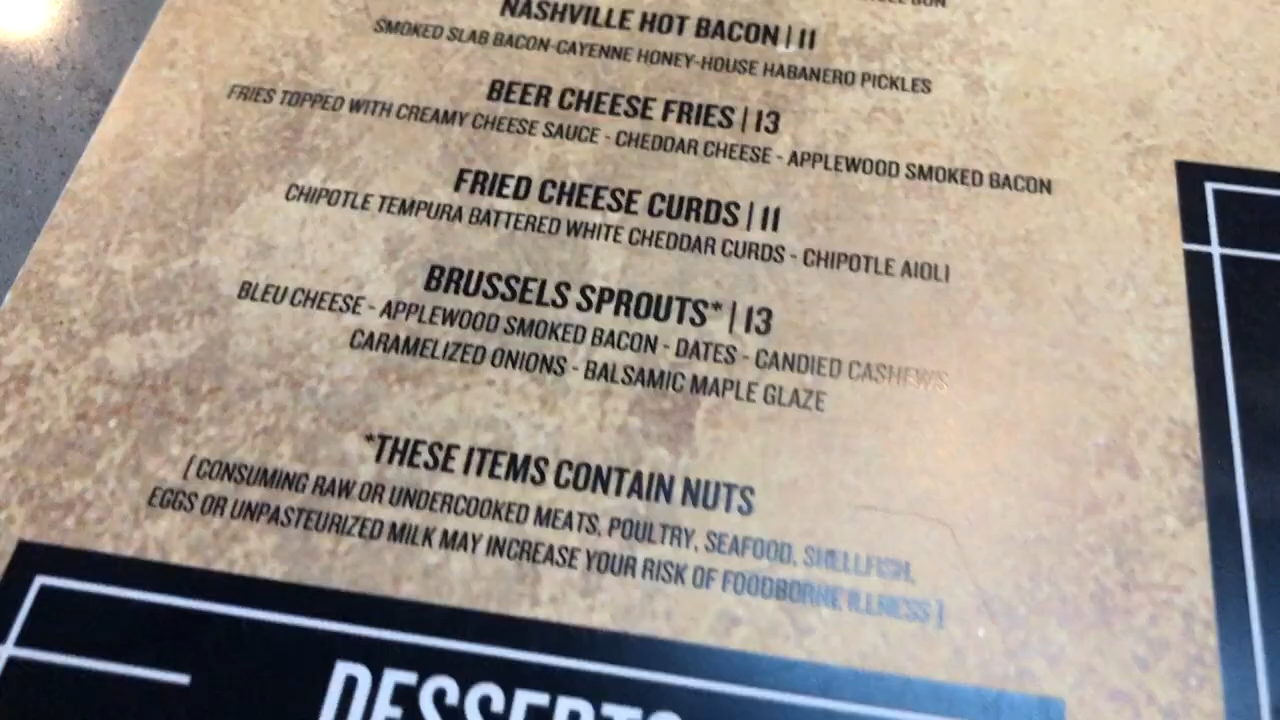 BUN
NASHVILLE HOT BACON | 11
SMOKED SLAB BACON-CAYENNE HONEY-HOUSE HABANERO PICKLES
BEER CHEESE FRIES | 13
FRIES TOPPED WITH CREAMY CHEESE SAUCE - CHEDDAR CHEESE - APPLEWOOD SMOKED BACON
FRIED CHEESE CURDS | 11
CHIPOTLE TEMPURA BATTERED WHITE CHEDDAR CURDS - CHIPOTLE AIOLI
BRUSSELS SPROUTS* | 13
BLEU CHEESE - APPLEWOOD SMOKED BACON - DATES - CANDIED CASHEWS
CARAMELIZED ONIONS - BALSAMIC MAPLE GLAZE
*THESE ITEMS CONTAIN NUTS
[ CONSUMING RAW OR UNDERCOOKED MEATS, POULTRY, SEAFOOD, SHELLFISH,
EGGS OR UNPASTEURIZED MILK MAY INCREASE YOUR RISK OF FOODBORNE ILLNESS ]
DESSERTS